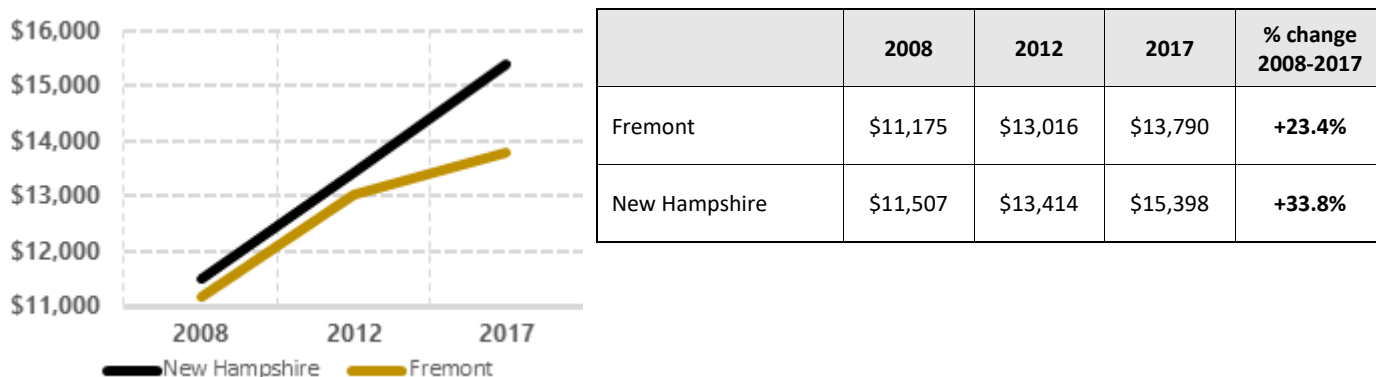 $16,000
$15,000
$14,000
$13,000
$12,000
$11,000
2008 2012 2017
New Hampshire Fremont
2008 2012 2017 % change
2008-2017
Fremont $11,175 $13,016 $13,790 +23.4%
New Hampshire $11,507 $13,414 $15,398 +33.8%